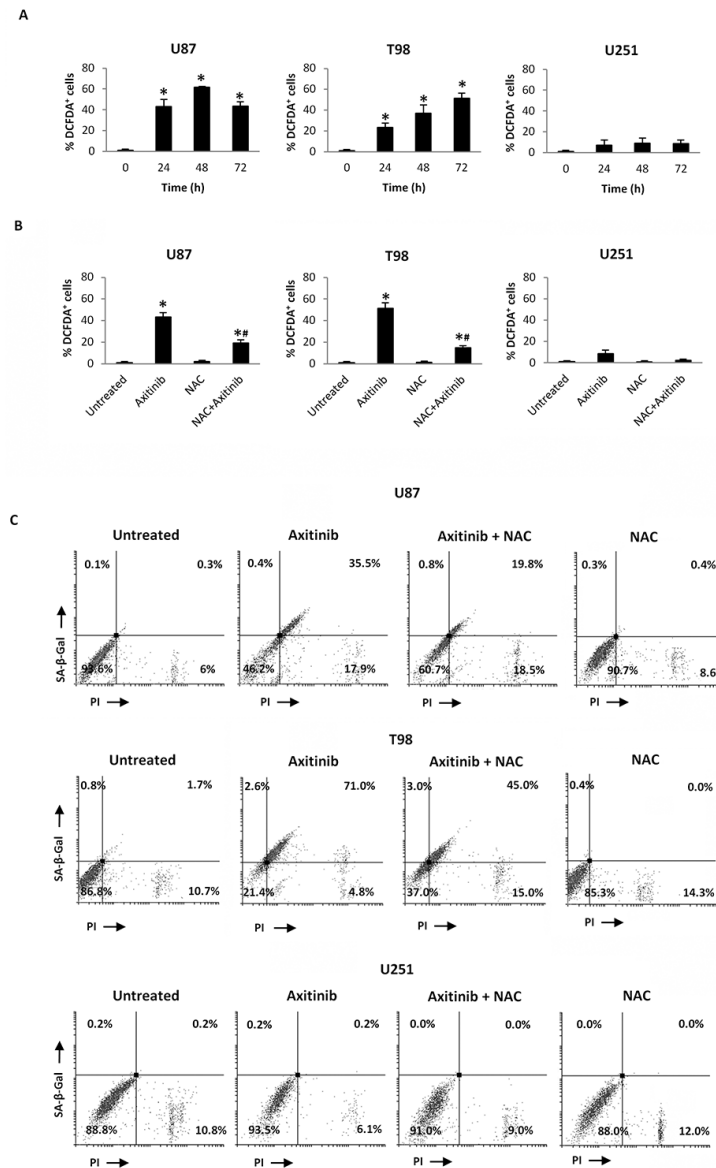 A
U87 T98 U251
% DCFDA⁺ cells % DCFDA⁺ cells % DCFDA⁺ cells
80 80 80
60 60 60
40 40 40
20 20 20
0 0 0
* * * * * *
0 24 48 72 0 24 48 72 0 24 48 72
Time (h) Time (h) Time (h)
B
U87 T98 U251
% DCFDA⁺ cells % DCFDA⁺ cells % DCFDA⁺ cells
80 80 80
60 60 60
40 40 40
20 20 20
0 0 0
* *# * *#
Untreated Axitinib NAC NAC+Axitinib Untreated Axitinib NAC NAC+Axitinib Untreated Axitinib NAC NAC+Axitinib
U87
C
Untreated Axitinib Axitinib + NAC NAC
0.1% 0.3% 0.4% 35.5% 0.8% 19.8% 0.3% 0.4%
SA-β-Gal
93.6% 6% 46.2% 17.9% 60.7% 18.5% 90.7% 8.6
PI PI PI PI
T98
Untreated Axitinib Axitinib + NAC NAC
0.8% 1.7% 2.6% 71.0% 3.0% 45.0% 0.4% 0.0%
SA-β-Gal
86.8% 10.7% 21.4% 4.8% 37.0% 15.0% 85.3% 14.3%
PI PI PI PI
U251
Untreated Axitinib Axitinib + NAC NAC
0.2% 0.2% 0.2% 0.2% 0.0% 0.0% 0.0% 0.0%
SA-β-Gal
88.8% 10.8% 93.5% 6.1% 91.0% 9.0% 88.0% 12.0%
PI PI PI PI